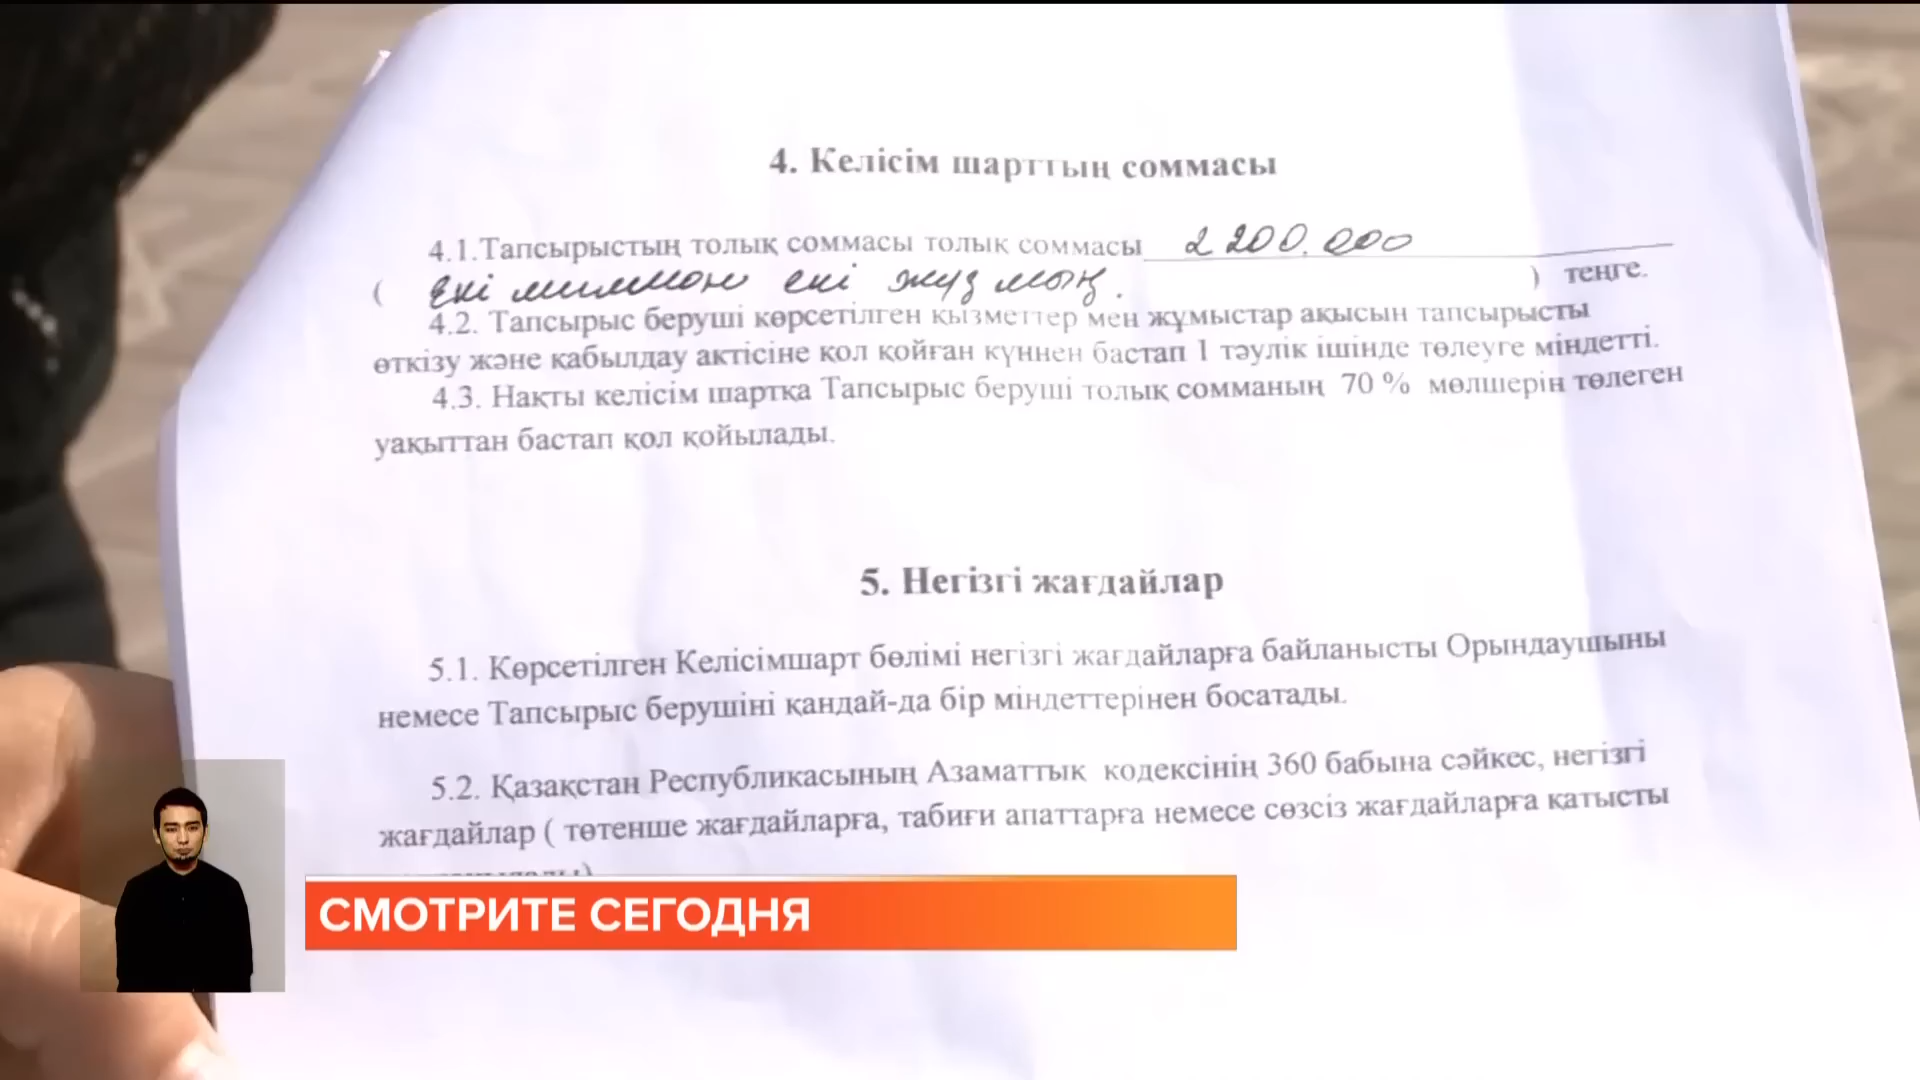 4. Келісім шарттың соммасы
4.1.Тапсырыстың толық соммасы толық соммасы 2 200.000
( Екі миллион екі жүз мың. ) теңге.
4.2. Тапсырыс беруші көрсетілген қызметтер мен жұмыстар ақысын тапсырысты
өткізу және қабылдау актісіне қол қойған күннен бастап 1 тәулік ішінде төлеуге міндетті.
4.3. Нақты келісім шартқа Тапсырыс беруші толық сомманың 70 % мөлшерін төлеген
уақыттан бастап қол қойылады.
5. Негізгі жағдайлар
5.1. Көрсетілген Келісімшарт бөлімі негізгі жағдайларға байланысты Орындаушыны
немесе Тапсырыс берушіні қандай-да бір міндеттерінен босатады.
5.2. Қазақстан Республикасының Азаматтық кодексінің 360 бабына сәйкес, негізгі
жағдайлар ( төтенше жағдайларға, табиғи апаттарға немесе сөзсіз жағдайларға қатысты
СМОТРИТЕ СЕГОДНЯ